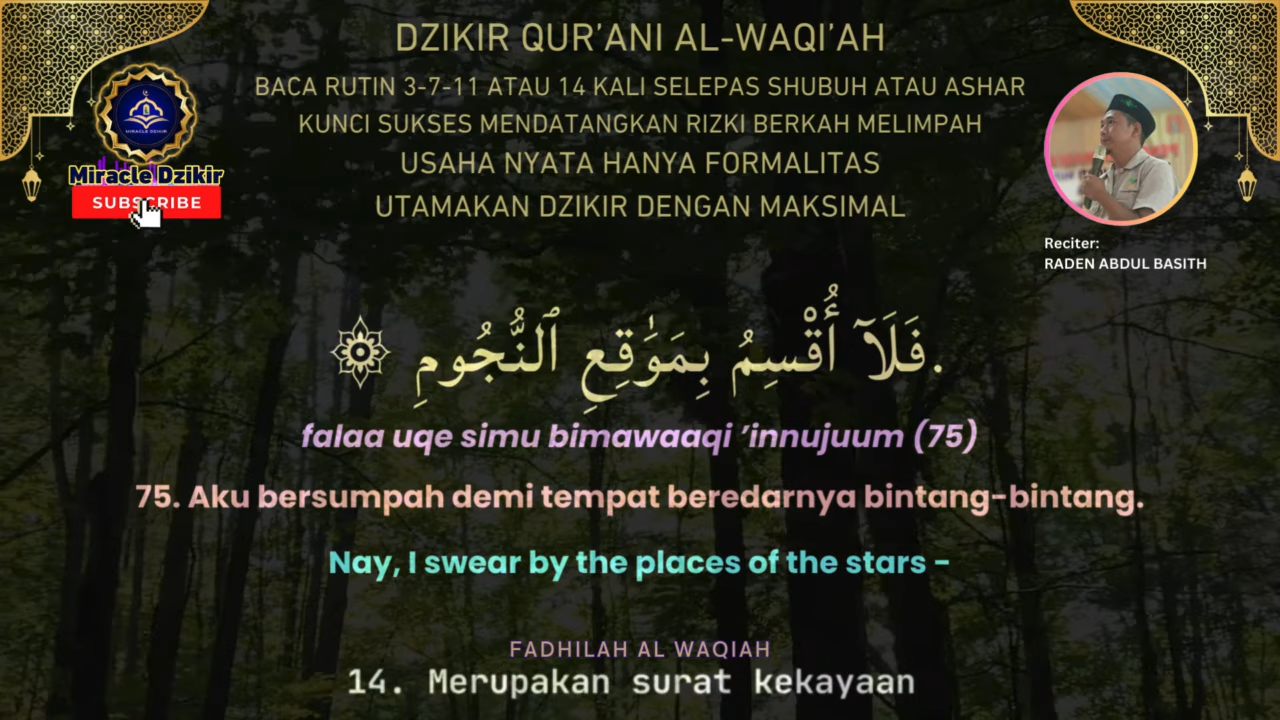 DZIKIR QUR'ANI AL-WAQI'AH
BACA RUTIN 3-7-11 ATAU 14 KALI SELEPAS SHUBUH ATAU ASHAR
KUNCI SUKSES MENDATANGKAN RIZKI BERKAH MELIMPAH
USAHA NYATA HANYA FORMALITAS
UTAMAKAN DZIKIR DENGAN MAKSIMAL
MIRACLE DZIKIR
Miracle Dzikir
SUBSCRIBE
Reciter:
RADEN ABDUL BASITH
.فَلَآ أُقْسِمُ بِمَوَٰقِعِ ٱلنُّجُومِ ۞
falaa uqe simu bimawaaqi 'innujuum (75)
75. Aku bersumpah demi tempat beredarnya bintang-bintang.
Nay, I swear by the places of the stars -
FADHILAH AL WAQIAH
14. Merupakan surat kekayaan